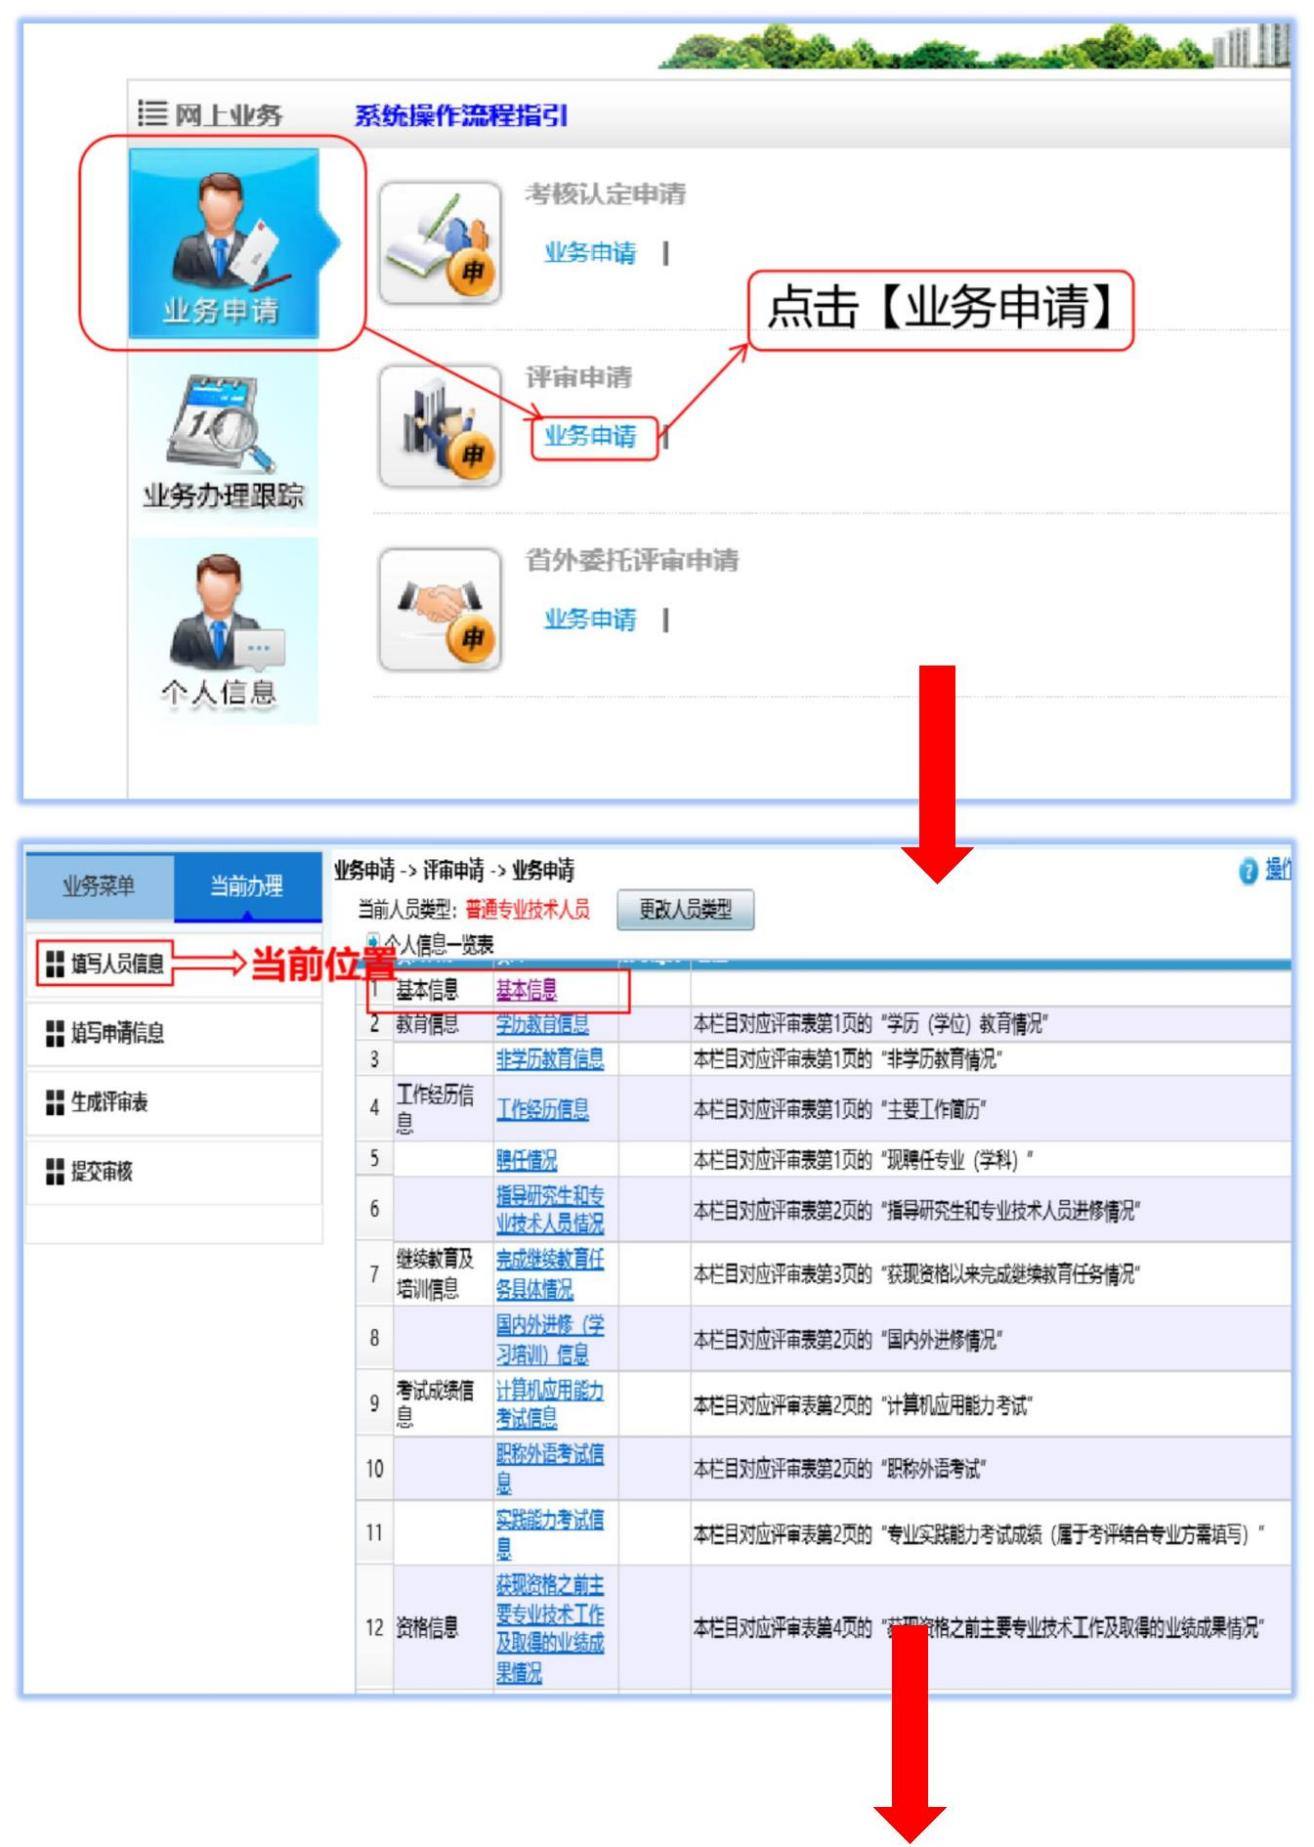 网上业务 系统操作流程指引
业务申请
考核认定申请
业务申请
申
点击【业务申请】
评审申请
业务申请
申
业务办理跟踪
省外委托评审申请
业务申请
申
个人信息
业务菜单 当前办理
填写人员信息
当前位置
填写申请信息
生成评审表
提交审核
业务申请 -> 评审申请 -> 业务申请
当前人员类型：普通专业技术人员 更改人员类型
个人信息一览表
1 基本信息 基本信息
2 教育信息 学历教育信息 本栏目对应评审表第1页的 “学历（学位）教育情况”
3 非学历教育信息 本栏目对应评审表第1页的 “非学历教育情况”
4 工作经历信
息 工作经历信息 本栏目对应评审表第1页的 “主要工作简历”
5 聘任情况 本栏目对应评审表第1页的 “现聘任专业（学科）”
6 指导研究生和专
业技术人员情况 本栏目对应评审表第2页的 “指导研究生和专业技术人员进修情况”
7 继续教育及
培训信息 完成继续教育任
务具体情况 本栏目对应评审表第3页的 “获现资格以来完成继续教育任务情况”
8 国内外进修（学
习培训）信息 本栏目对应评审表第2页的 “国内外进修情况”
9 考试成绩信
息 计算机应用能力
考试信息 本栏目对应评审表第2页的 “计算机应用能力考试”
10 职称外语考试信
息 本栏目对应评审表第2页的 “职称外语考试”
11 实践能力考试信
息 本栏目对应评审表第2页的 “专业实践能力考试成绩（属于考评结合专业方需填写）”
12 资格信息 获现资格之前主
要专业技术工作
及取得的业绩成
果情况 本栏目对应评审表第4页的 “获现资格之前主要专业技术工作及取得的业绩成果情况”